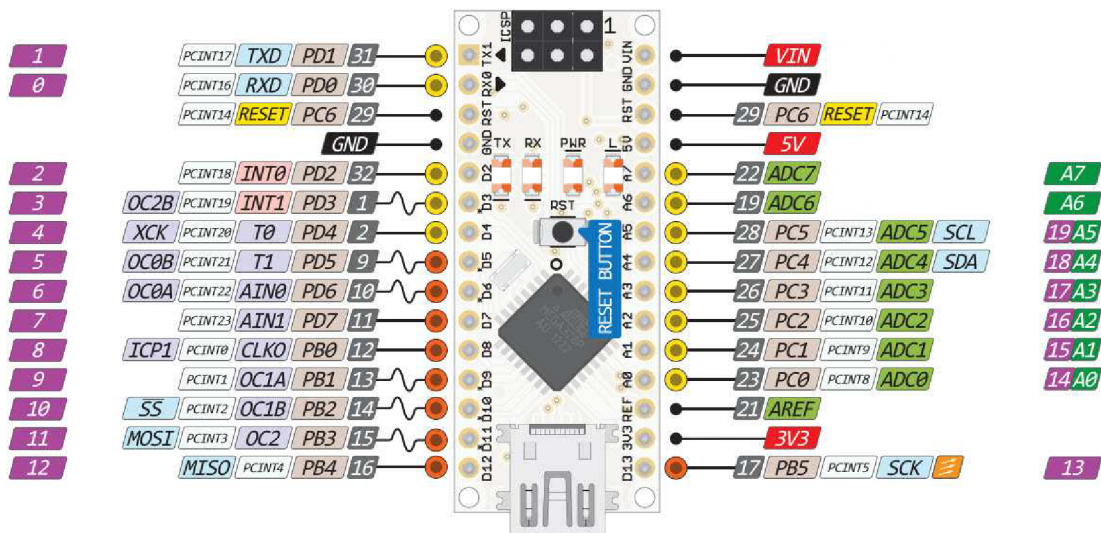 ICSP 1
1 PCINT17 TXD PD1 31 TX1 VIN VIN
0 PCINT16 RXD PD0 30 RX0 GND GND
PCINT14 RESET PC6 29 RST RST 29 PC6 RESET PCINT14
GND GND 5V 5V
TX RX PWR L
2 PCINT18 INT0 PD2 32 D2 A7 22 ADC7 A7
3 OC2B PCINT19 INT1 PD3 1 D3 A6 19 ADC6 A6
RST
4 XCK PCINT20 T0 PD4 2 D4 A5 28 PC5 PCINT13 ADC5 SCL 19 A5
5 OC0B PCINT21 T1 PD5 9 D5 A4 27 PC4 PCINT12 ADC4 SDA 18 A4
RESET BUTTON
6 OC0A PCINT22 AIN0 PD6 10 D6 A3 26 PC3 PCINT11 ADC3 17 A3
7 PCINT23 AIN1 PD7 11 D7 A2 25 PC2 PCINT10 ADC2 16 A2
8 ICP1 PCINT0 CLKO PB0 12 D8 A1 24 PC1 PCINT9 ADC1 15 A1
9 PCINT1 OC1A PB1 13 D9 A0 23 PC0 PCINT8 ADC0 14 A0
10 SS PCINT2 OC1B PB2 14 D10 REF 21 AREF
11 MOSI PCINT3 OC2 PB3 15 D11 3V3 3V3
12 MISO PCINT4 PB4 16 D12 D13 17 PB5 PCINT5 SCK 13